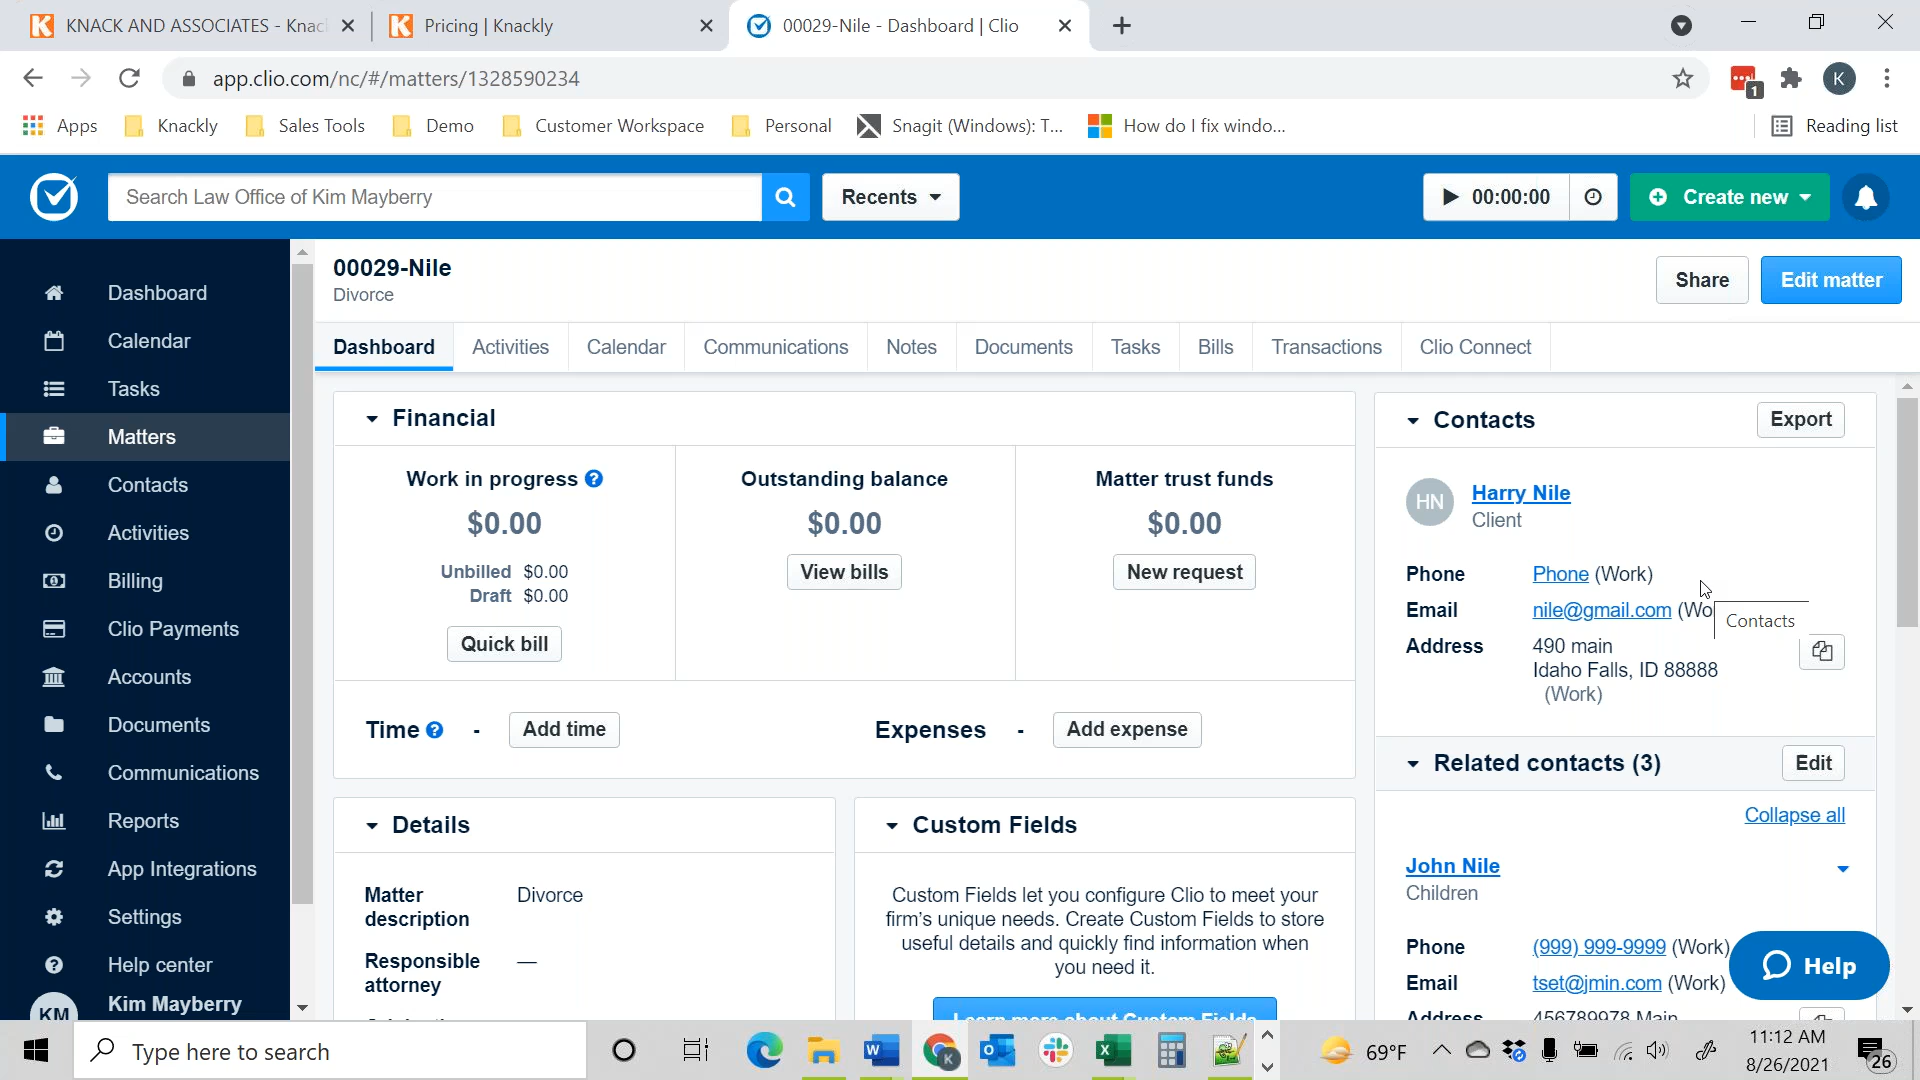 KNACK AND ASSOCIATES - Knac
Pricing | Knackly
00029-Nile - Dashboard | Clio
app.clio.com/nc/#/matters/1328590234
1
K
Apps
Knackly
Sales Tools
Demo
Customer Workspace
Personal
Snagit (Windows): T...
How do I fix windo...
Reading list
Search Law Office of Kim Mayberry
Recents
00:00:00
Create new
Dashboard
Calendar
Tasks
Matters
Contacts
Activities
Billing
Clio Payments
Accounts
Documents
Communications
Reports
App Integrations
Settings
Help center
KM
Kim Mayberry
00029-Nile
Divorce
Share
Edit matter
Dashboard
Activities
Calendar
Communications
Notes
Documents
Tasks
Bills
Transactions
Clio Connect
Financial
Work in progress ?
$0.00
Unbilled $0.00
Draft $0.00
Quick bill
Outstanding balance
$0.00
View bills
Matter trust funds
$0.00
New request
Time ? - Add time
Expenses - Add expense
Details
Matter description
Divorce
Responsible attorney
—
Custom Fields
Custom Fields let you configure Clio to meet your
firm's unique needs. Create Custom Fields to store
useful details and quickly find information when
you need it.
Learn more about Custom Fields
Contacts
Export
HN
Harry Nile
Client
Phone Phone (Work)
Email nile@gmail.com (Wo
Contacts
Address 490 main
Idaho Falls, ID 88888
(Work)
Related contacts (3)
Edit
Collapse all
John Nile
Children
Phone (999) 999-9999 (Work)
Email tset@jmin.com (Work)
Address 456789978 Main
Help
Type here to search
K
69°F
11:12 AM
8/26/2021
26